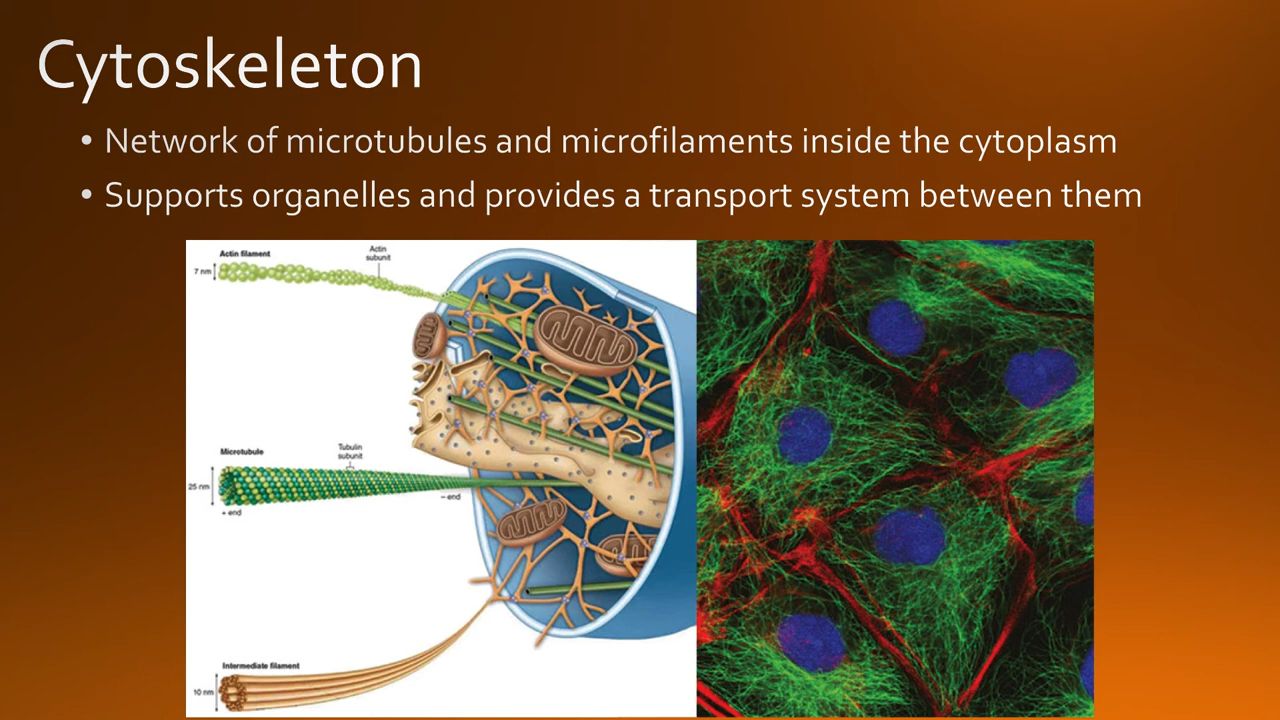 Cytoskeleton
• Network of microtubules and microfilaments inside the cytoplasm
• Supports organelles and provides a transport system between them
Actin filament
Actin
subunit
7 nm
Microtubule
Tubulin
subunit
25 nm
– end
+ end
Intermediate filament
10 nm